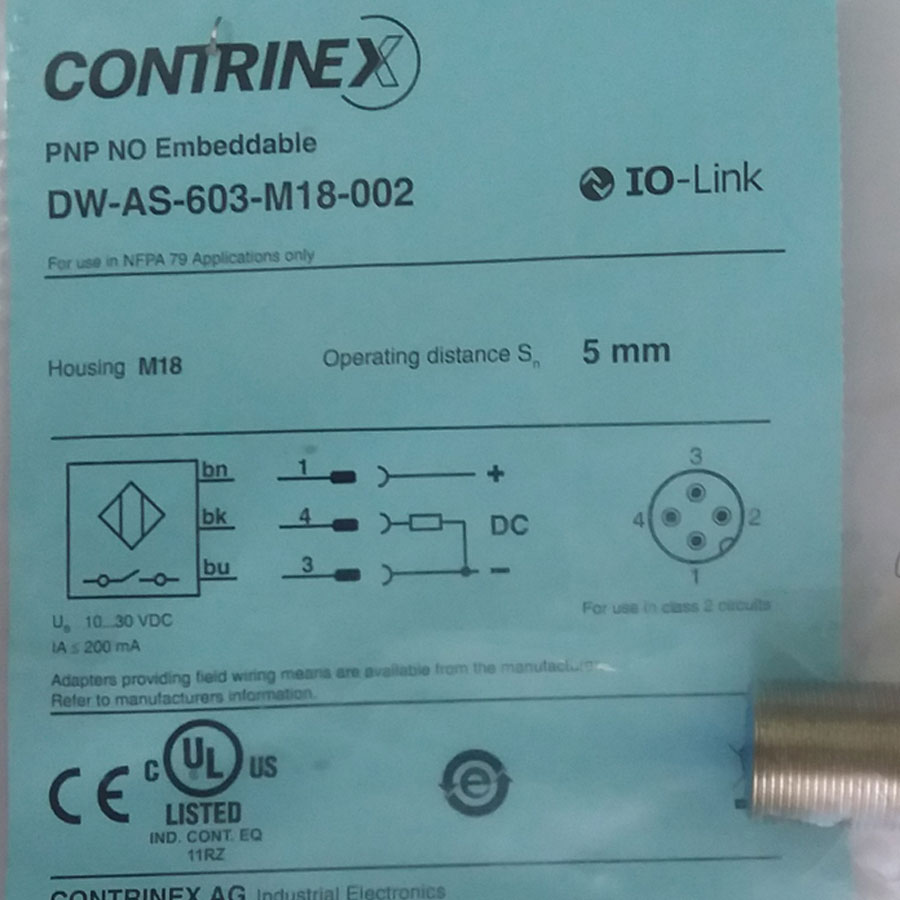 CONTRINEX
PNP NO Embeddable
DW-AS-603-M18-002
IO-Link
For use in NFPA 79 Applications only
Housing M18
Operating distance Sn 5 mm
bn 1 +
bk 4 DC
bu 3 −
3
4 2
1
UB 10...30 VDC
IA ≤ 200 mA
For use in class 2 circuits
Adapters providing field wiring means are available from the
Refer to manufacturers information.
CE
C UL US
LISTED
IND. CONT. EQ
11RZ
e
CONTRINEX AG Industrial Electronics